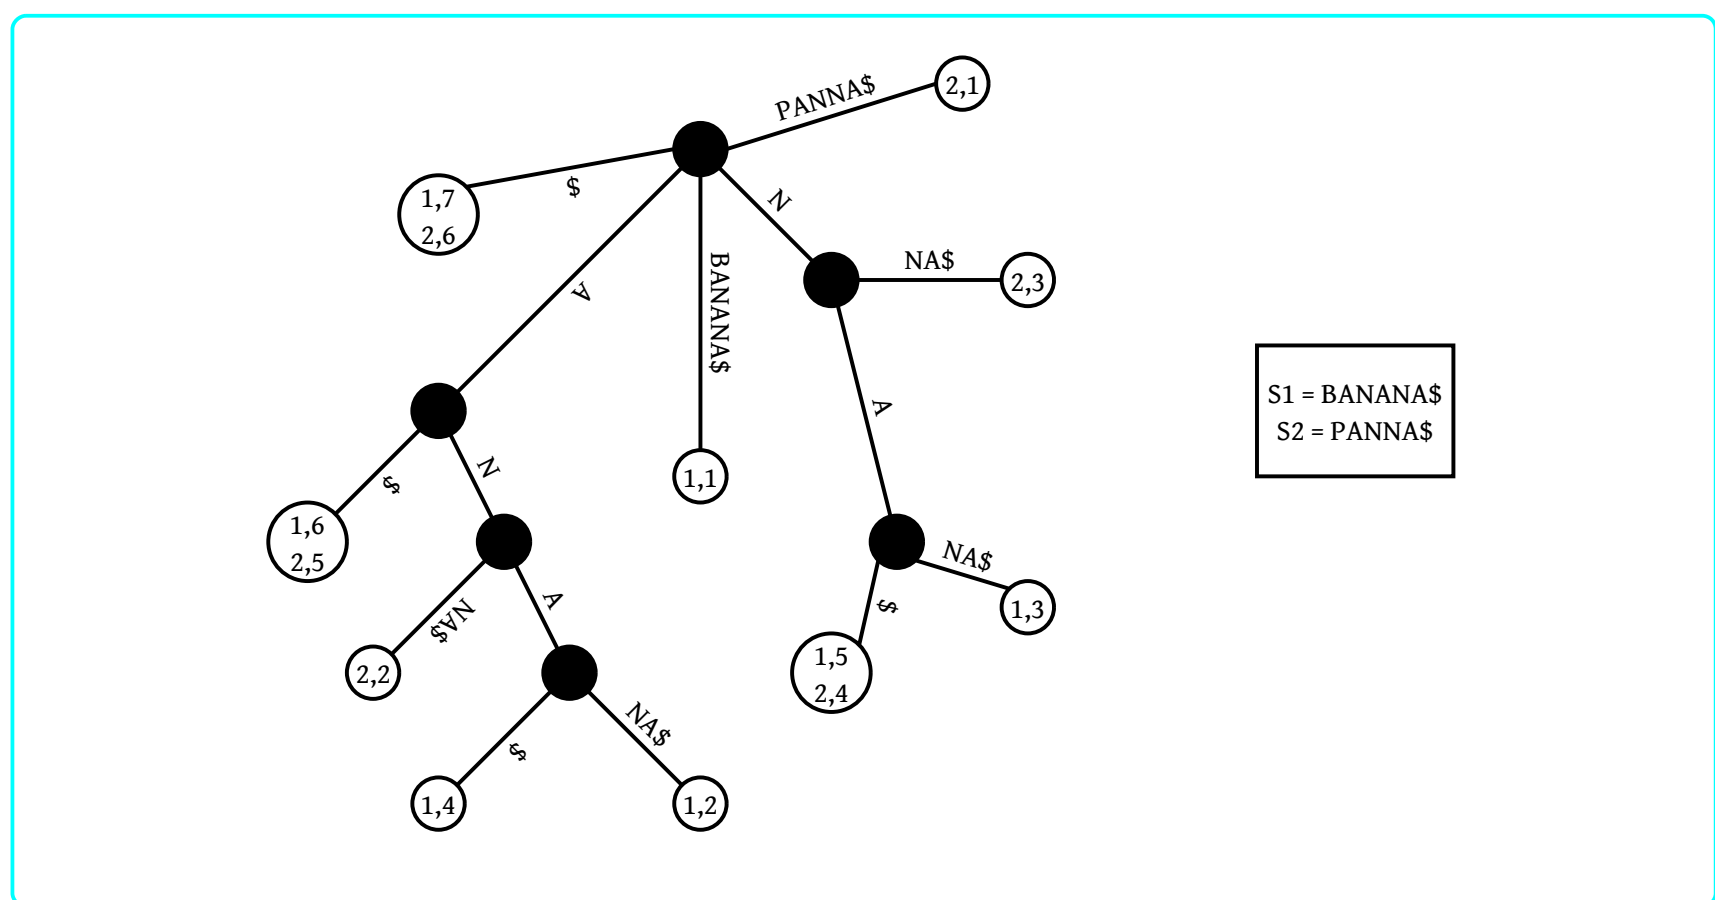 PANNA$
2,1
$
1,7
2,6
N
A
BANANA$
NA$
2,3
A
S1 = BANANA$
S2 = PANNA$
1,1
$
N
1,6
2,5
NA$
1,3
$
A
NA$
2,2
1,5
2,4
$
NA$
1,4
1,2